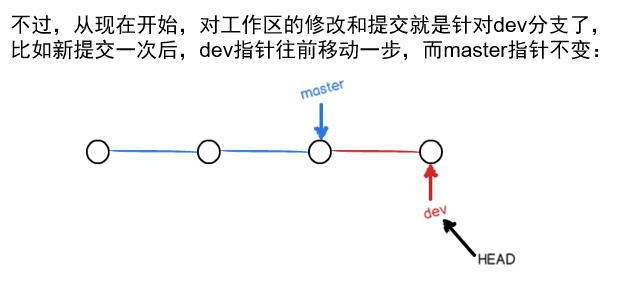 不过，从现在开始，对工作区的修改和提交就是针对dev分支了，
比如新提交一次后，dev指针往前移动一步，而master指针不变：
master
dev
HEAD